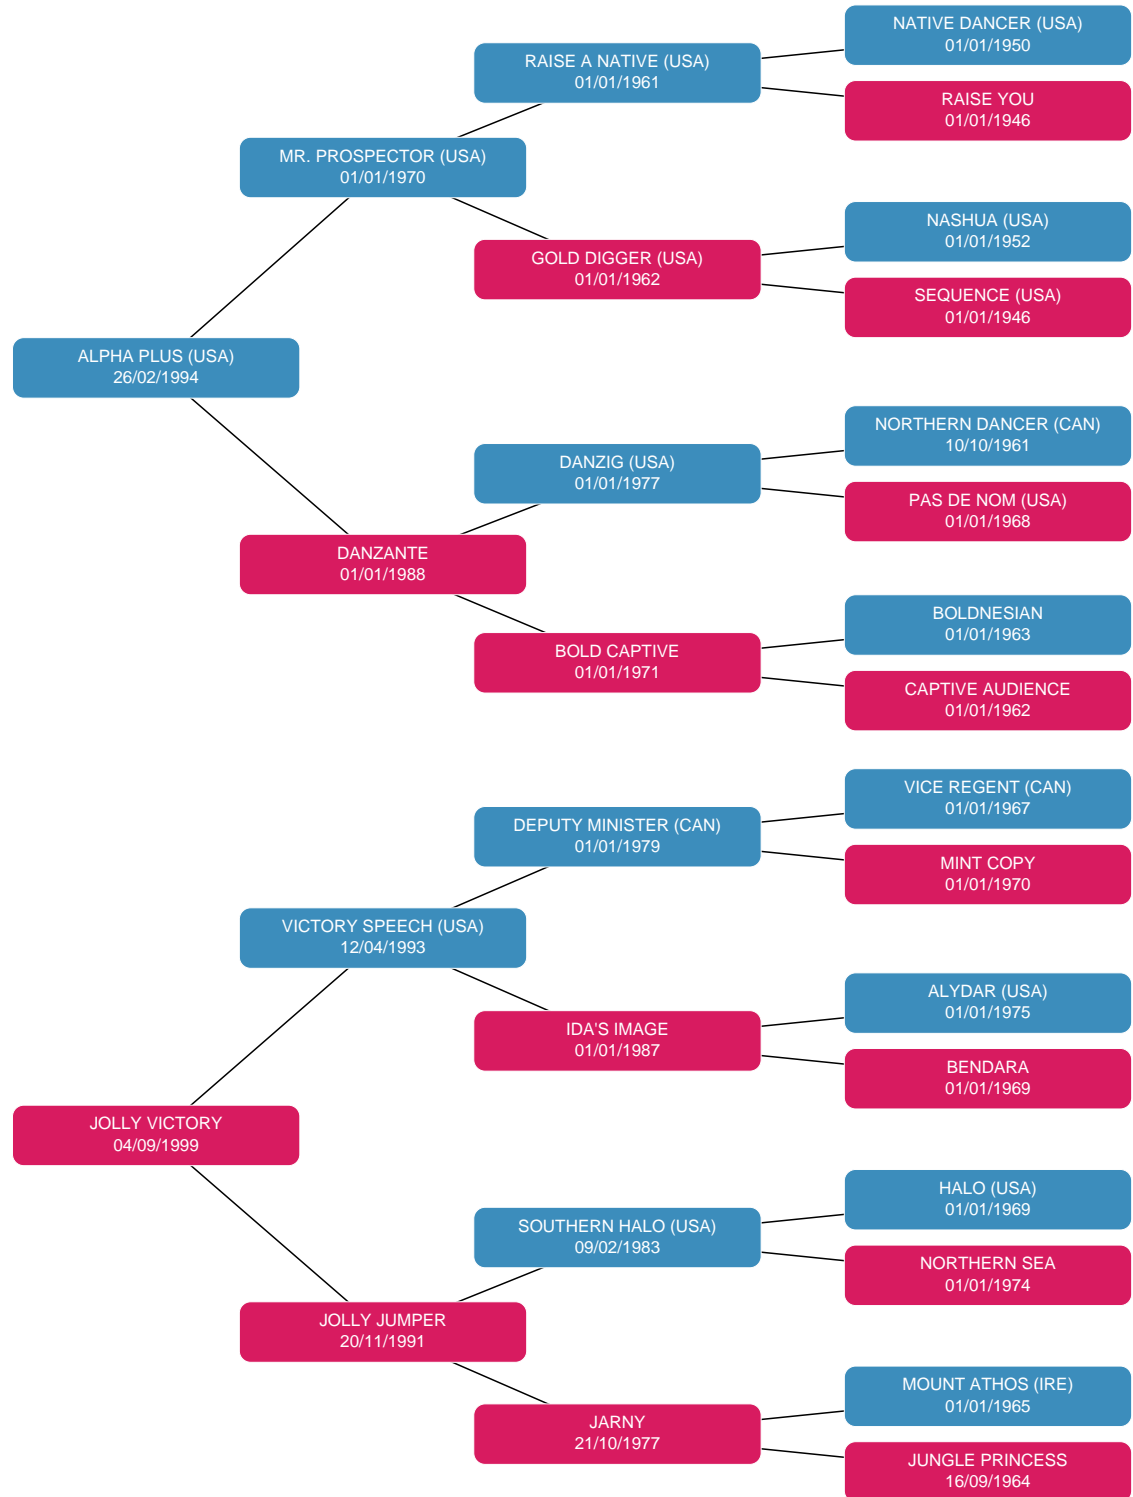 NATIVE DANCER (USA)
01/01/1950
RAISE A NATIVE (USA)
01/01/1961
RAISE YOU
01/01/1946
MR. PROSPECTOR (USA)
01/01/1970
NASHUA (USA)
01/01/1952
GOLD DIGGER (USA)
01/01/1962
SEQUENCE (USA)
01/01/1946
ALPHA PLUS (USA)
26/02/1994
NORTHERN DANCER (CAN)
10/10/1961
DANZIG (USA)
01/01/1977
PAS DE NOM (USA)
01/01/1968
DANZANTE
01/01/1988
BOLDNESIAN
01/01/1963
BOLD CAPTIVE
01/01/1971
CAPTIVE AUDIENCE
01/01/1962
VICE REGENT (CAN)
01/01/1967
DEPUTY MINISTER (CAN)
01/01/1979
MINT COPY
01/01/1970
VICTORY SPEECH (USA)
12/04/1993
ALYDAR (USA)
01/01/1975
IDA'S IMAGE
01/01/1987
BENDARA
01/01/1969
JOLLY VICTORY
04/09/1999
HALO (USA)
01/01/1969
SOUTHERN HALO (USA)
09/02/1983
NORTHERN SEA
01/01/1974
JOLLY JUMPER
20/11/1991
MOUNT ATHOS (IRE)
01/01/1965
JARNY
21/10/1977
JUNGLE PRINCESS
16/09/1964